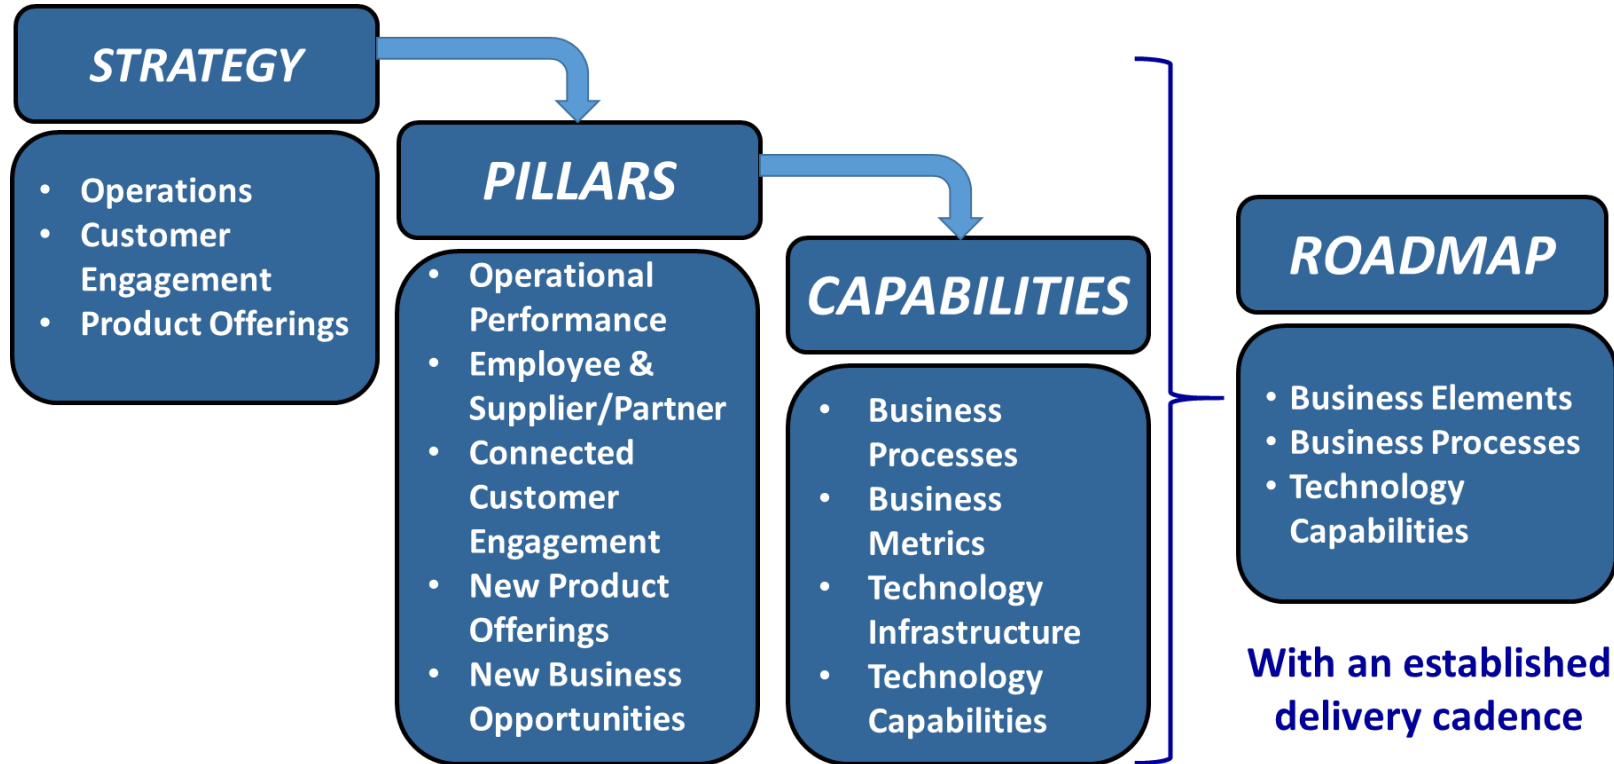 STRATEGY
• Operations
• Customer
Engagement
• Product Offerings
PILLARS
• Operational
Performance
• Employee &
Supplier/Partner
• Connected
Customer
Engagement
• New Product
Offerings
• New Business
Opportunities
CAPABILITIES
• Business
Processes
• Business
Metrics
• Technology
Infrastructure
• Technology
Capabilities
ROADMAP
• Business Elements
• Business Processes
• Technology
Capabilities
With an established
delivery cadence